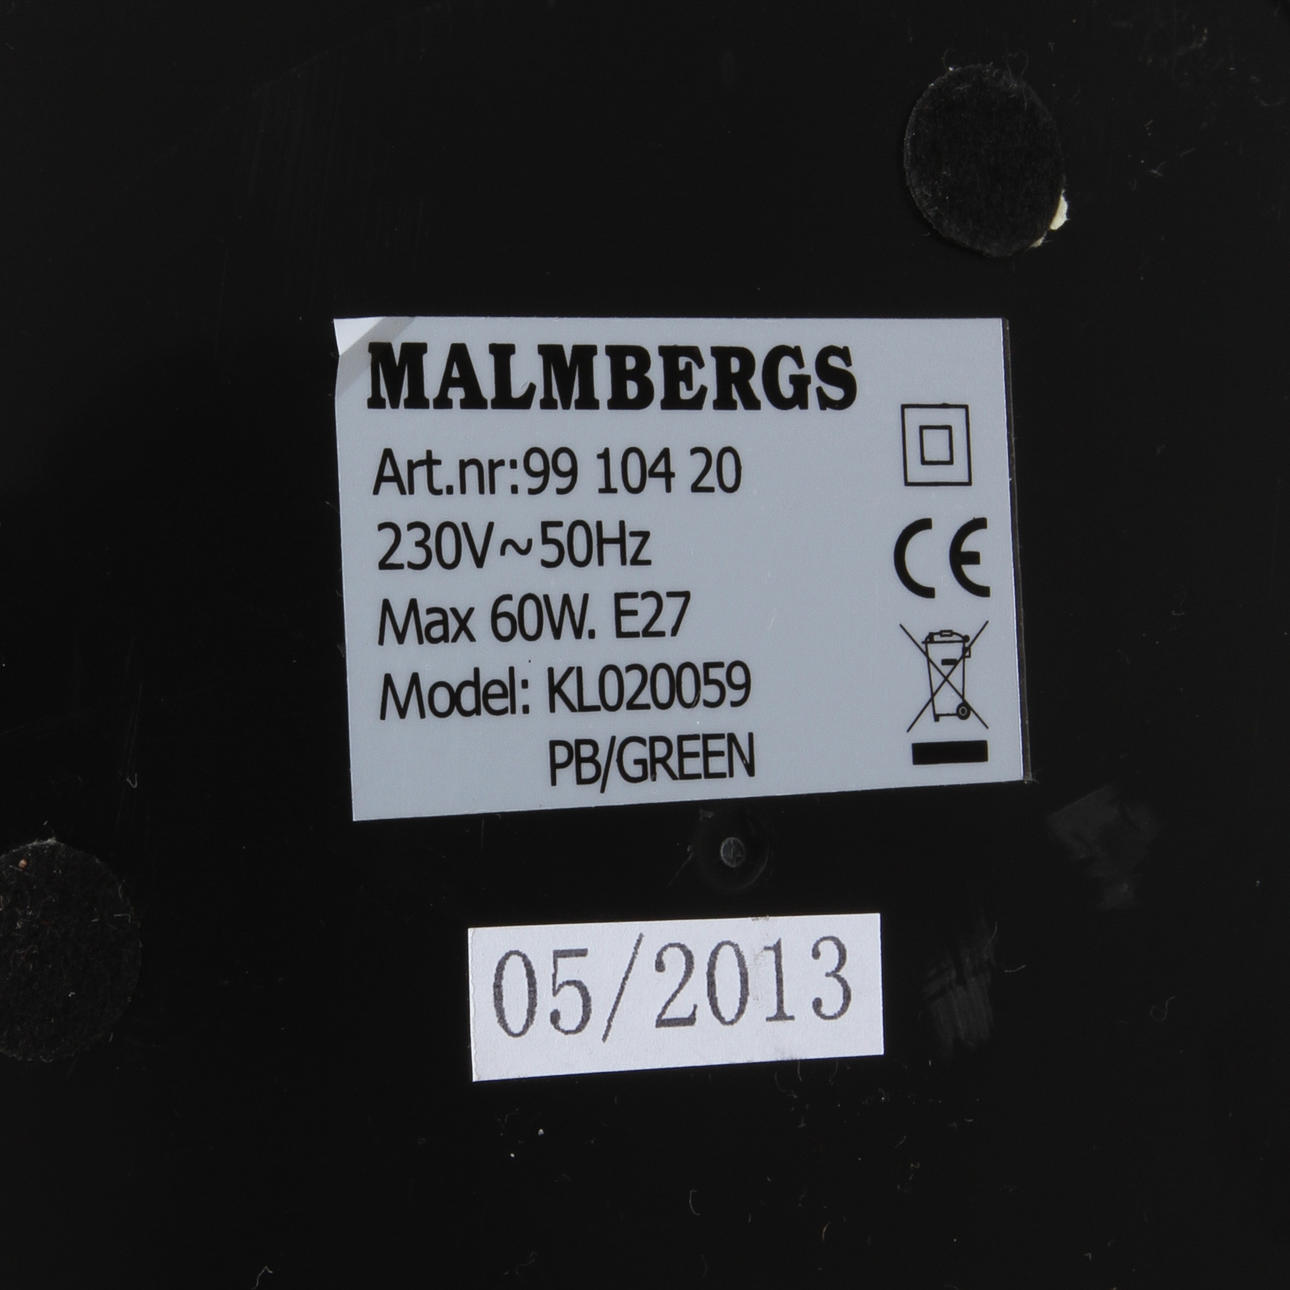 MALMBERGS
Art.nr:99 104 20
230V~50Hz
Max 60W. E27
Model: KL020059
PB/GREEN
CE
05/2013